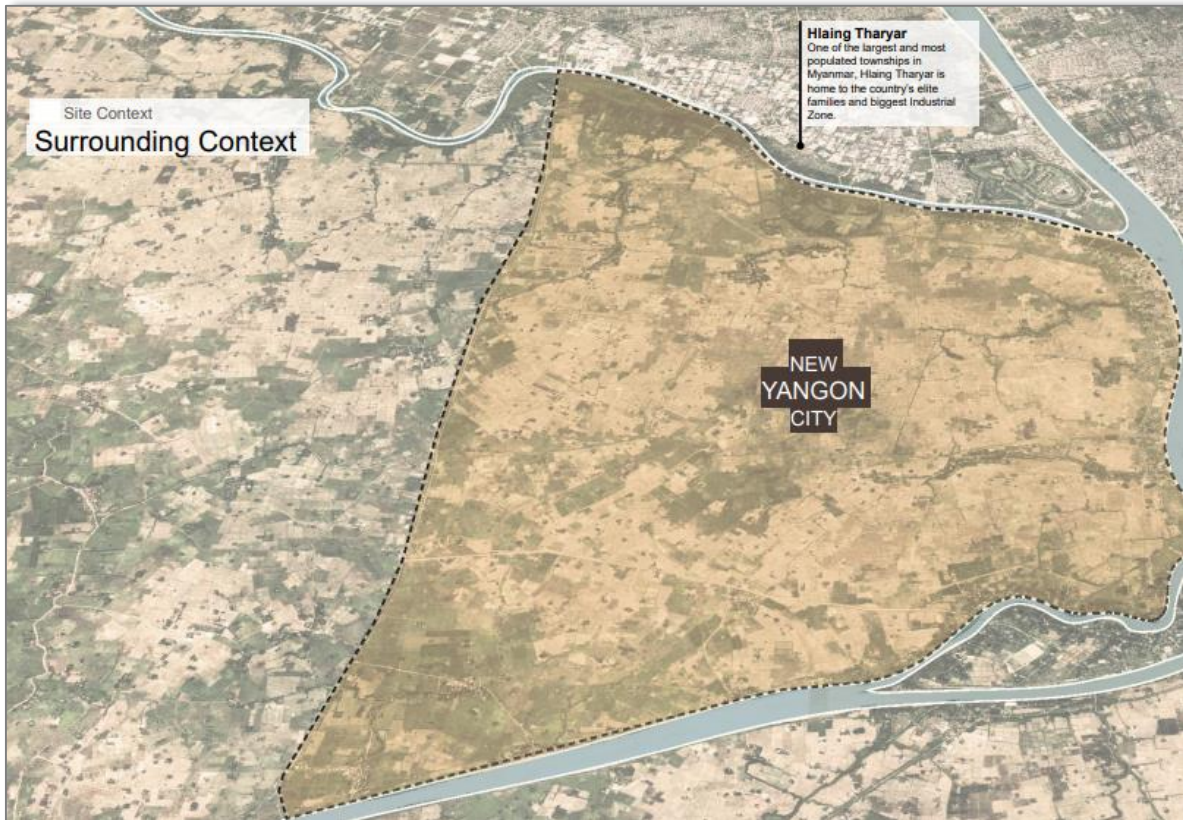 Site Context
Surrounding Context
Hlaing Tharyar
One of the largest and most
populated townships in
Myanmar, Hlaing Tharyar is
home to the country's elite
families and biggest Industrial
Zone.
NEW
YANGON
CITY